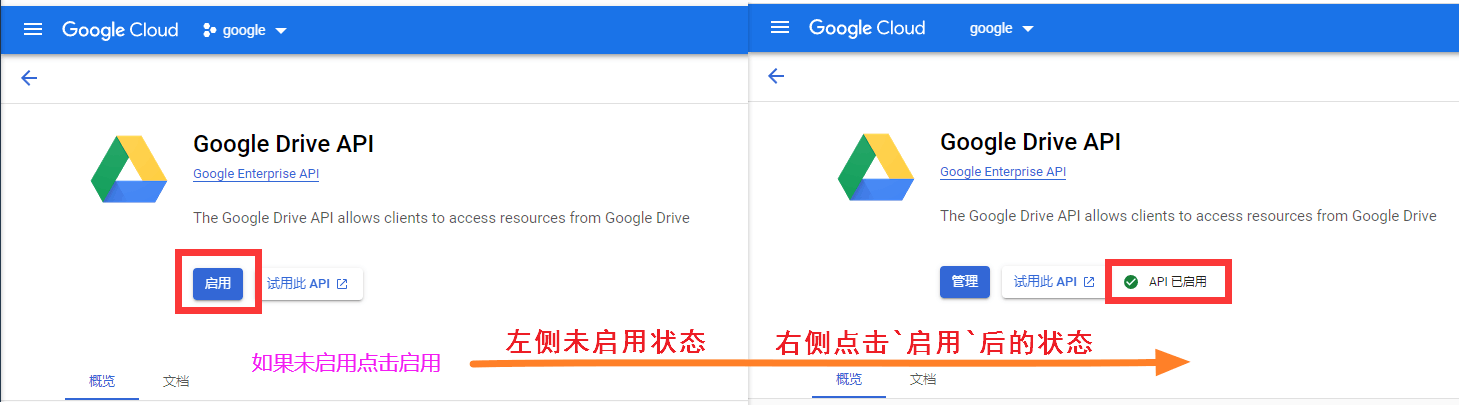 Google Cloud google
Google Drive API
Google Enterprise API
The Google Drive API allows clients to access resources from Google Drive
启用 试用此 API
如果未启用点击启用
左侧未启用状态
概览 文档
Google Cloud google
Google Drive API
Google Enterprise API
The Google Drive API allows clients to access resources from Google Drive
管理 试用此 API API 已启用
右侧点击`启用`后的状态
概览 文档